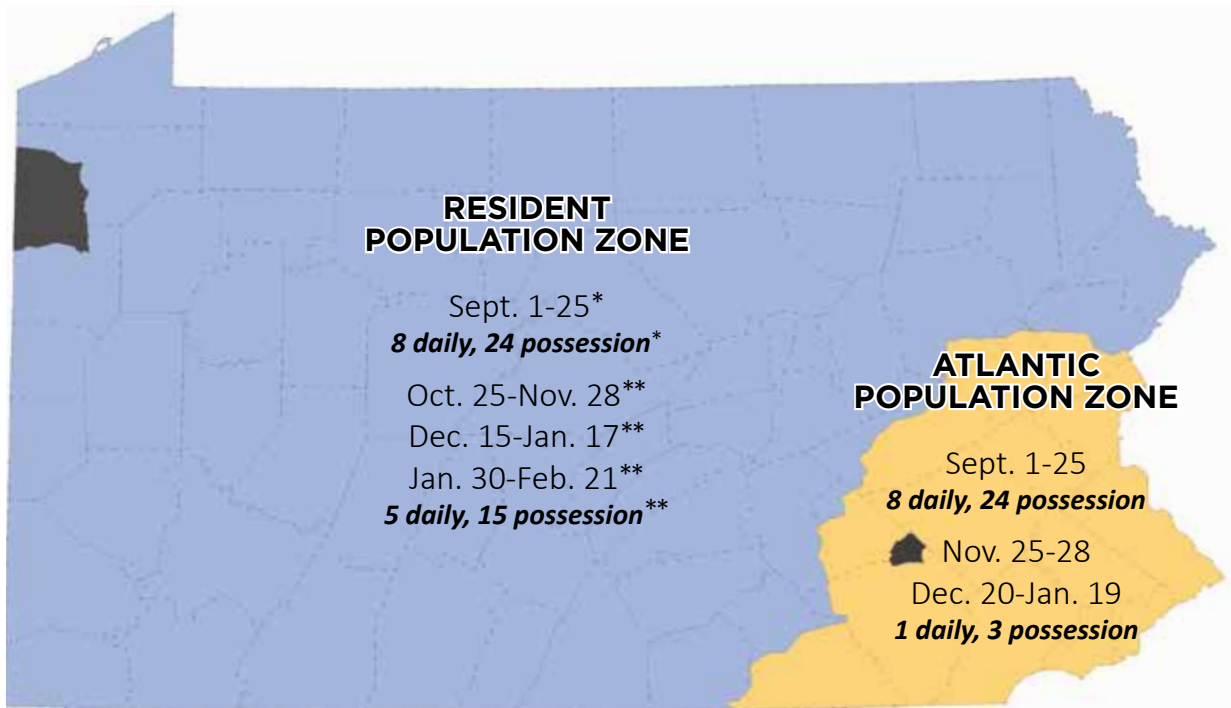 RESIDENT
POPULATION ZONE
Sept. 1-25*
8 daily, 24 possession*
Oct. 25-Nov. 28**
Dec. 15-Jan. 17**
Jan. 30-Feb. 21**
5 daily, 15 possession**
ATLANTIC
POPULATION ZONE
Sept. 1-25
8 daily, 24 possession
Nov. 25-28
Dec. 20-Jan. 19
1 daily, 3 possession